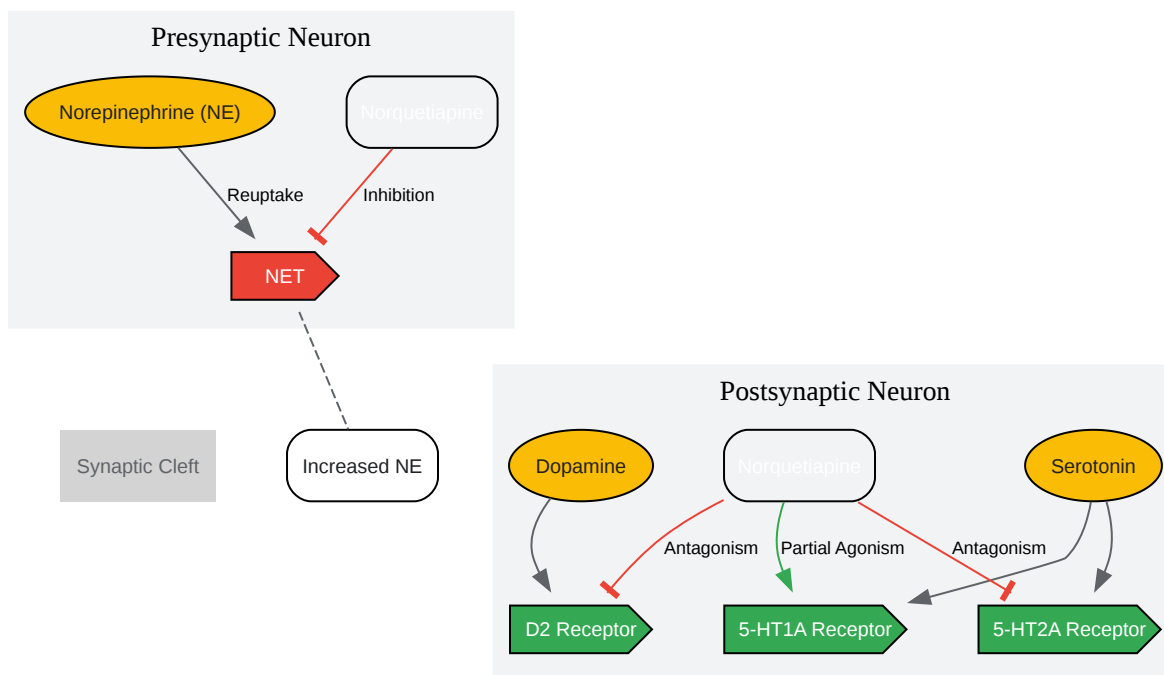 Presynaptic Neuron
Norepinephrine (NE)
Norquetiapine
Reuptake
Inhibition
NET
Postsynaptic Neuron
Synaptic Cleft
Increased NE
Dopamine
Norquetiapine
Serotonin
Antagonism
Partial Agonism
Antagonism
D2 Receptor
5-HT1A Receptor
5-HT2A Receptor